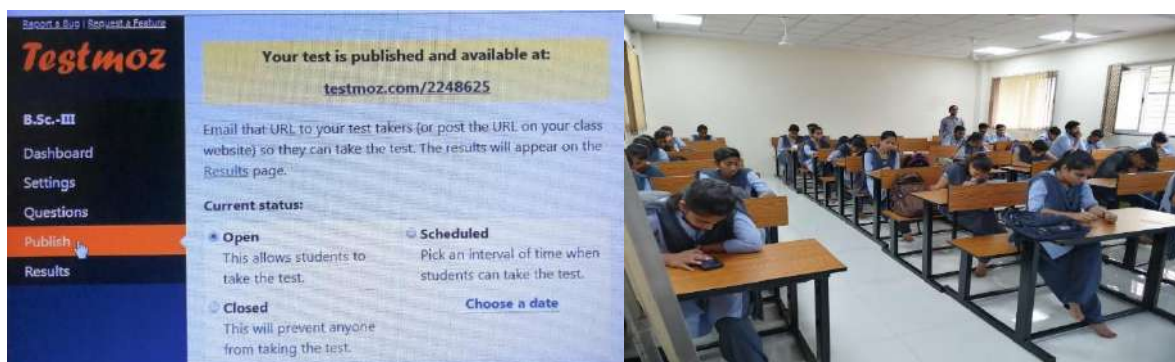 Report a Bug | Request a Feature
Testmoz
B.Sc.-III
Dashboard
Settings
Questions
Publish
Results
Your test is published and available at:
testmoz.com/2248625
Email that URL to your test takers (or post the URL on your class
website) so they can take the test. The results will appear on the
Results page.
Current status:
Open
This allows students to
take the test.
Scheduled
Pick an interval of time when
students can take the test.
Choose a date
Closed
This will prevent anyone
from taking the test.